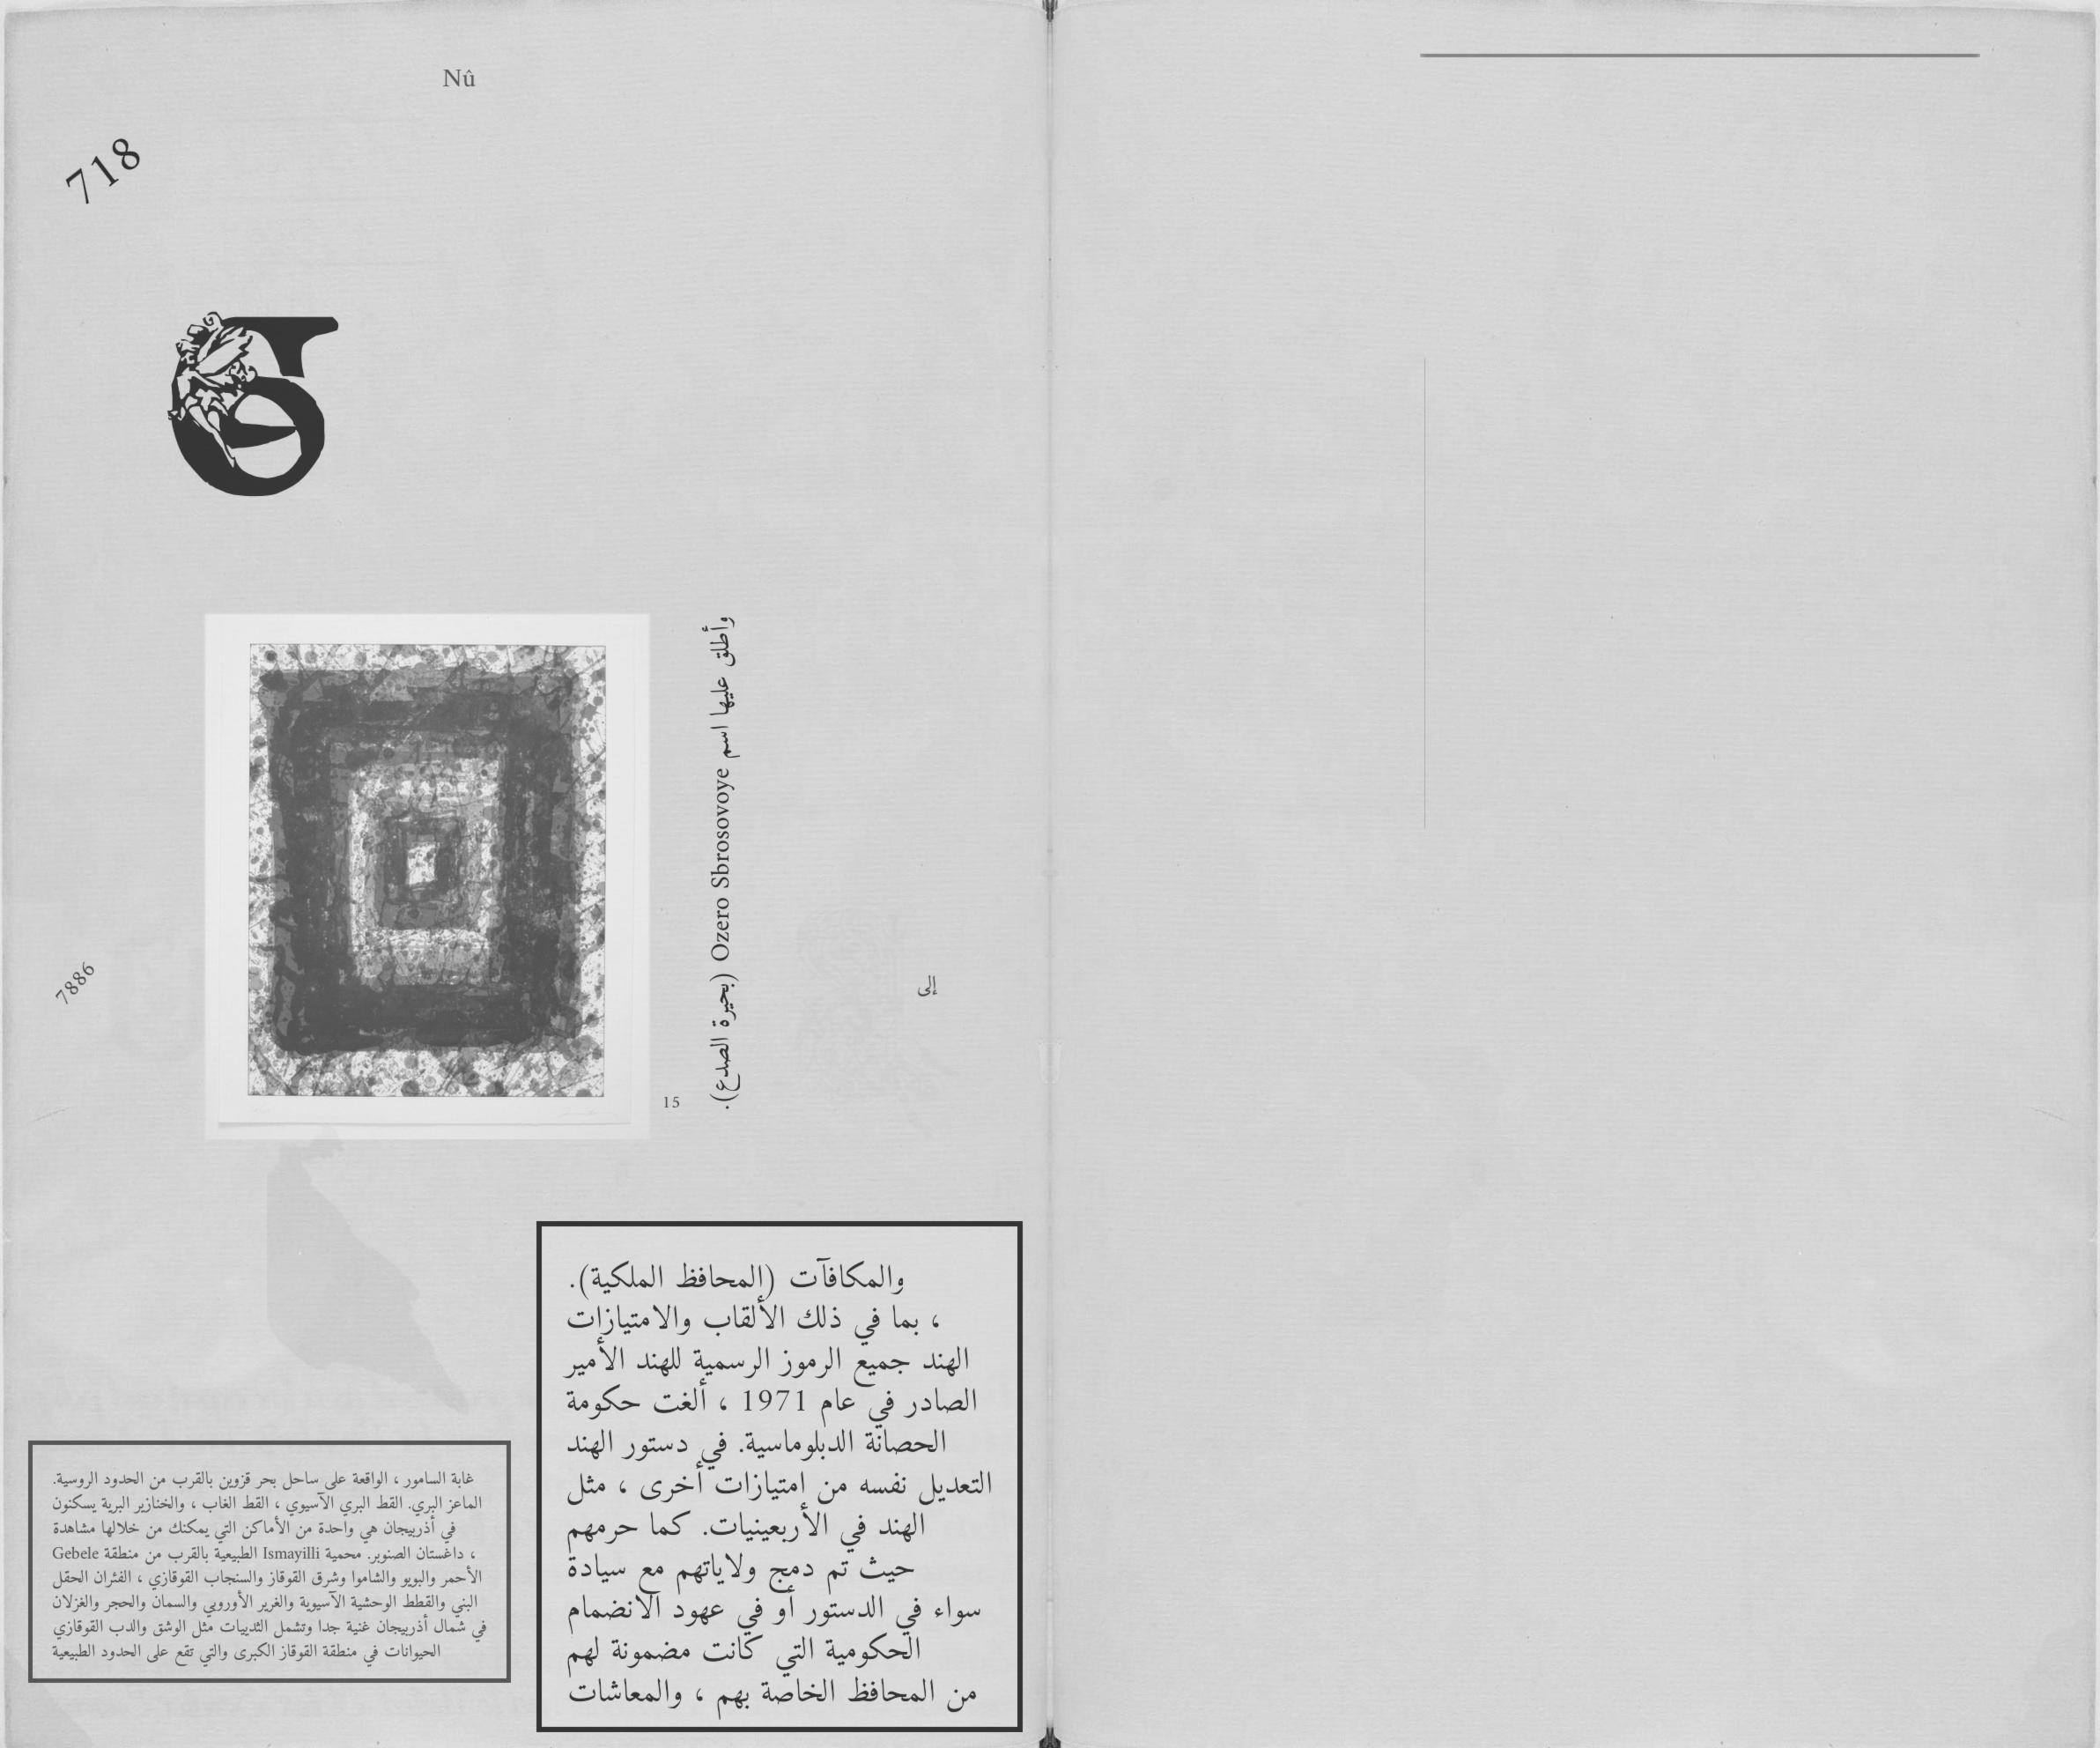 Nû
718
G
وأطلق عليها اسم Ozero Sbrosovoye (بحيرة الصدع).
7886
إلى
15
والمكافآت (المحافظ الملكية).
، بما في ذلك الألقاب والامتيازات
الهند جميع الرموز الرسمية للهند الأمير
الصادر في عام 1971 ، ألغت حكومة
الحصانة الدبلوماسية. في دستور الهند
التعديل نفسه من امتيازات أخرى ، مثل
الهند في الأربعينيات. كما حرمهم
حيث تم دمج ولاياتهم مع سيادة
سواء في الدستور أو في عهود الانضمام
الحكومية التي كانت مضمونة لهم
من المحافظ الخاصة بهم ، والمعاشات
غابة السامور ، الواقعة على ساحل بحر قزوين بالقرب من الحدود الروسية.
الماعز البري. القط البري الآسيوي ، القط الغاب ، والخنازير البرية يسكنون
في أذربيجان هي واحدة من الأماكن التي يمكنك من خلالها مشاهدة
، داغستان الصنوبر. محمية Ismayilli الطبيعية بالقرب من منطقة Gebele
الأحمر والبويو والشاموا وشرق القوقاز والسنجاب القوقازي ، الفئران الحقل
البني والقطط الوحشية الآسيوية والغرير الأوروبي والسمان والحجر والغزلان
في شمال أذربيجان غنية جدا وتشمل الثدييات مثل الوشق والدب القوقازي
الحيوانات في منطقة القوقاز الكبرى والتي تقع على الحدود الطبيعية